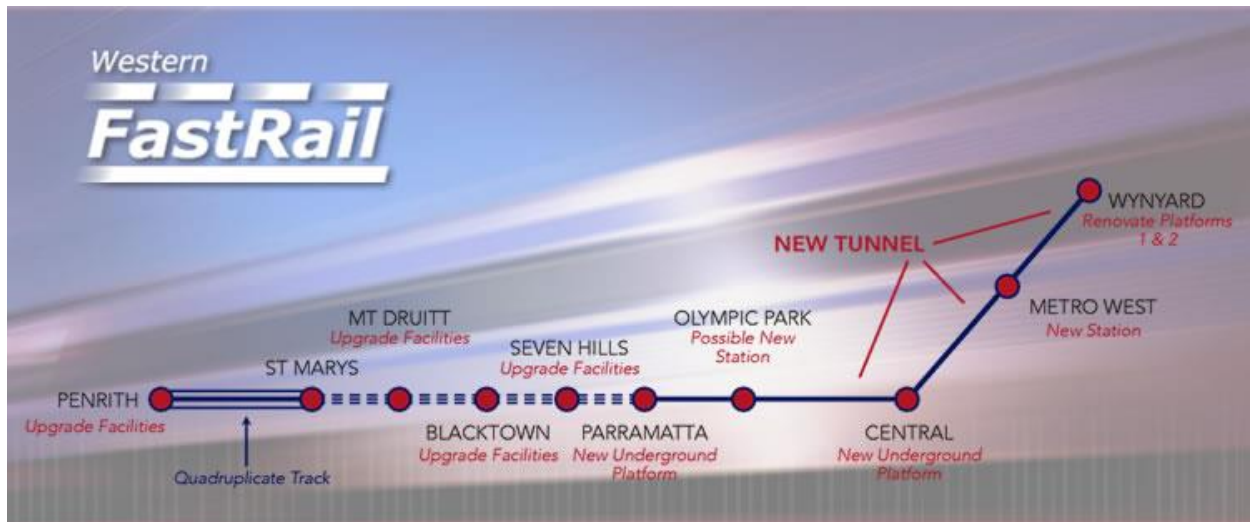 Western
FastRail
WYNYARD
Renovate Platforms
1 & 2
NEW TUNNEL
METRO WEST
New Station
MT DRUITT
Upgrade Facilities
OLYMPIC PARK
Possible New
Station
SEVEN HILLS
Upgrade Facilities
ST MARYS
PENRITH
Upgrade Facilities
BLACKTOWN
Upgrade Facilities
PARRAMATTA
New Underground
Platform
CENTRAL
New Underground
Platform
Quadruplicate Track